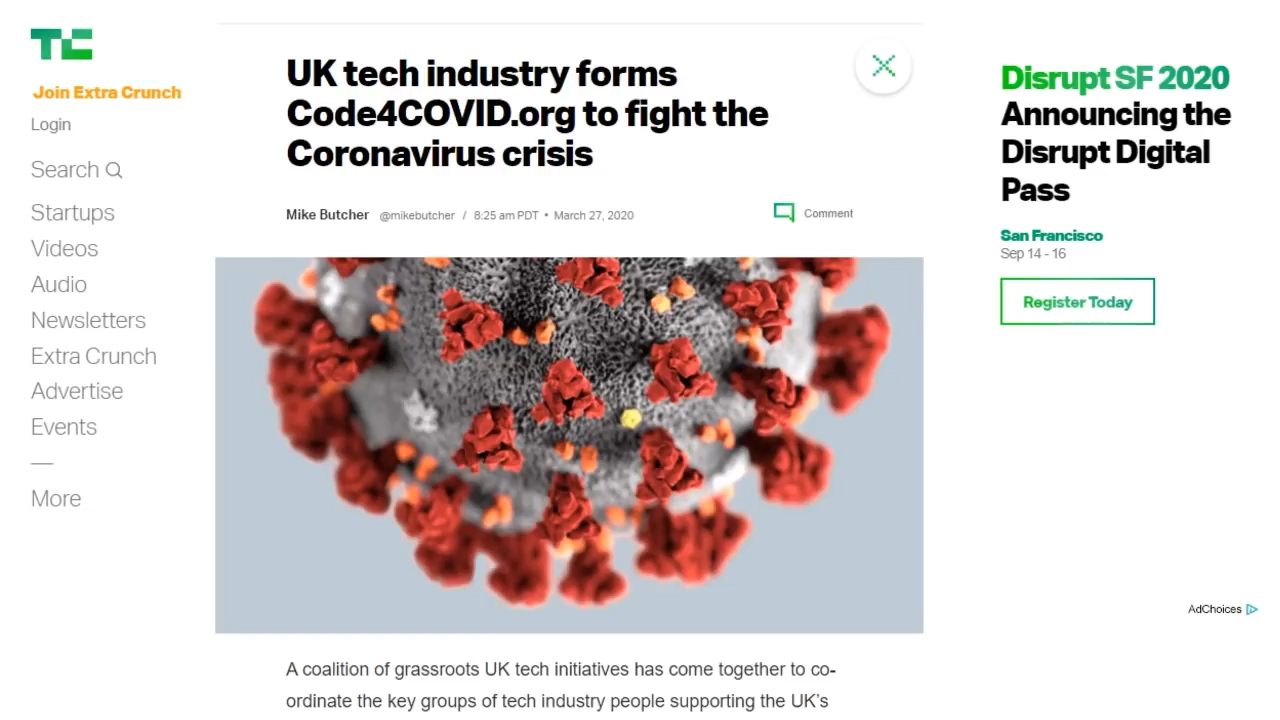 TC
Join Extra Crunch
Login
Search
Startups
Videos
Audio
Newsletters
Extra Crunch
Advertise
Events
—
More
UK tech industry forms
Code4COVID.org to fight the
Coronavirus crisis
Mike Butcher @mikebutcher / 8:25 am PDT • March 27, 2020
Comment
A coalition of grassroots UK tech initiatives has come together to co-
ordinate the key groups of tech industry people supporting the UK's
Disrupt SF 2020
Announcing the
Disrupt Digital
Pass
San Francisco
Sep 14 - 16
Register Today
AdChoices